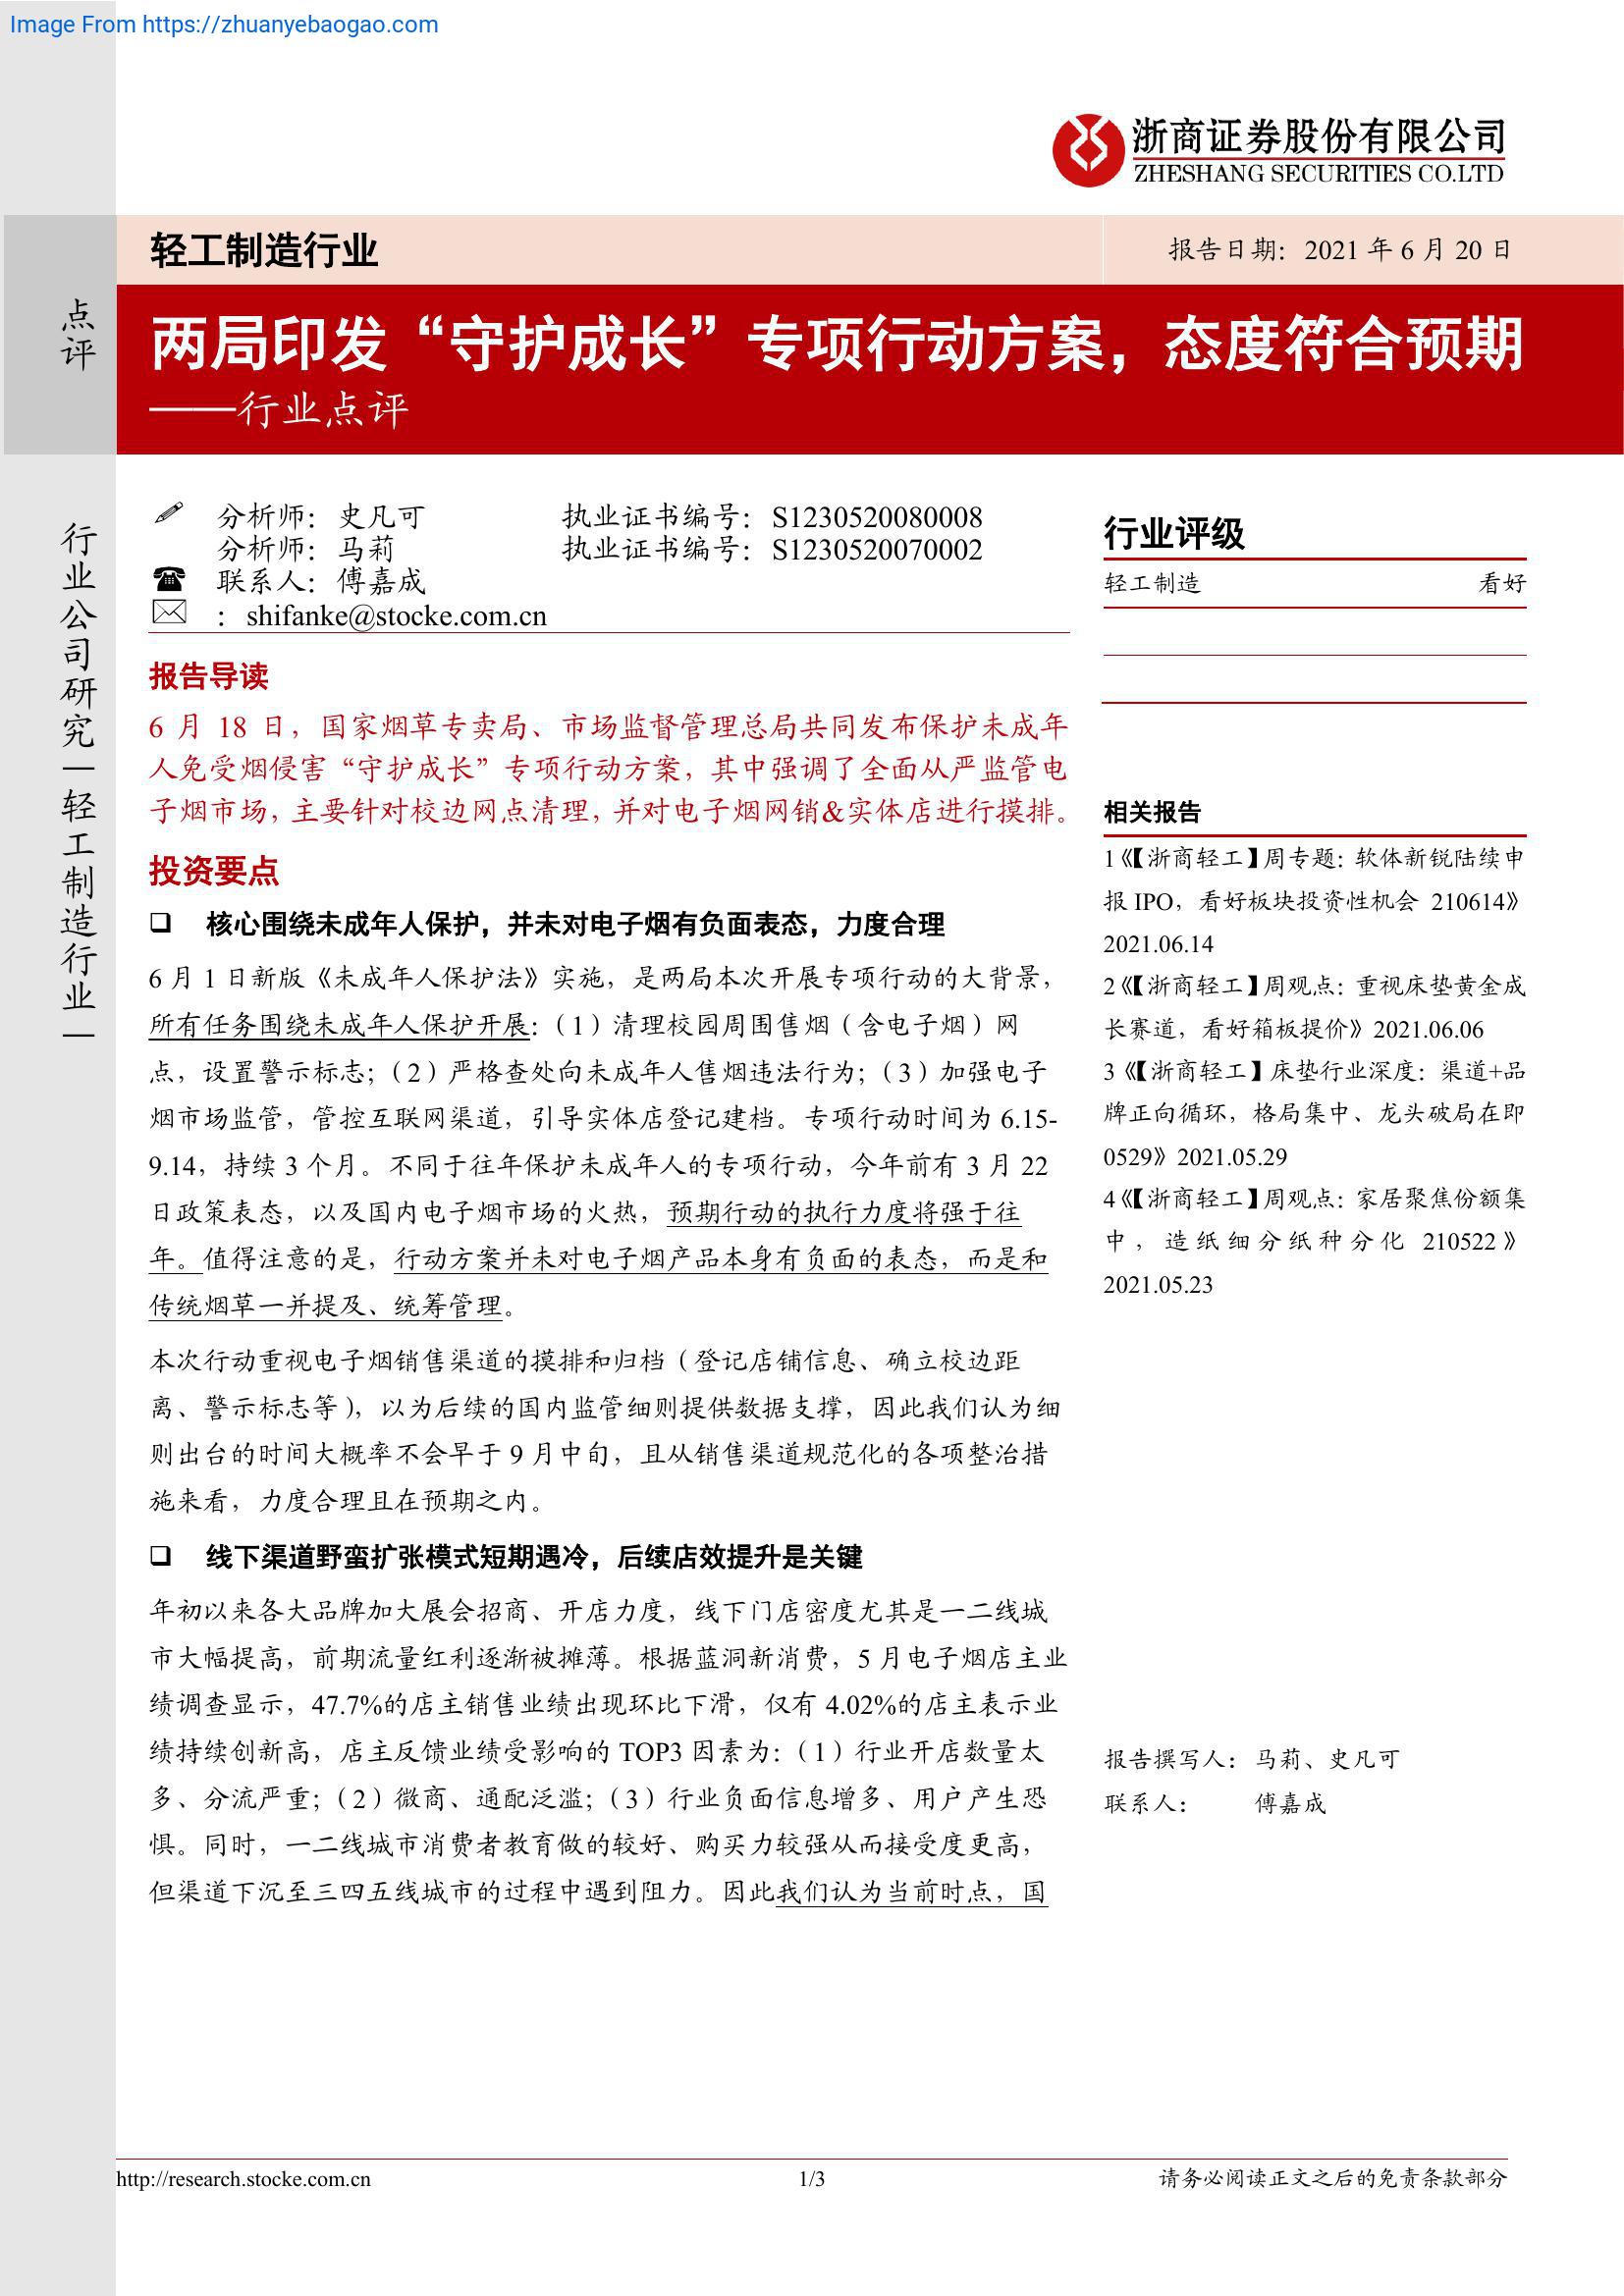 Image From https://zhuanyebaogao.com
浙商证券股份有限公司
ZHESHANG SECURITIES CO.LTD
点评
轻工制造行业
报告日期：2021 年 6 月 20 日
两局印发“守护成长”专项行动方案，态度符合预期
——行业点评
行业公司研究|轻工制造行业|
分析师：史凡可 执业证书编号：S1230520080008
分析师：马莉 执业证书编号：S1230520070002
联系人：傅嘉成
：shifanke@stocke.com.cn
报告导读
6 月 18 日，国家烟草专卖局、市场监督管理总局共同发布保护未成年
人免受烟侵害“守护成长”专项行动方案，其中强调了全面从严监管电
子烟市场，主要针对校边网点清理，并对电子烟网销&实体店进行摸排。
投资要点
❑ 核心围绕未成年人保护，并未对电子烟有负面表态，力度合理
6 月 1 日新版《未成年人保护法》实施，是两局本次开展专项行动的大背景，
所有任务围绕未成年人保护开展：（1）清理校园周围售烟（含电子烟）网
点，设置警示标志；（2）严格查处向未成年人售烟违法行为；（3）加强电子
烟市场监管，管控互联网渠道，引导实体店登记建档。专项行动时间为 6.15-
9.14，持续 3 个月。不同于往年保护未成年人的专项行动，今年前有 3 月 22
日政策表态，以及国内电子烟市场的火热，预期行动的执行力度将强于往
年。值得注意的是，行动方案并未对电子烟产品本身有负面的表态，而是和
传统烟草一并提及、统筹管理。
本次行动重视电子烟销售渠道的摸排和归档（登记店铺信息、确立校边距
离、警示标志等），以为后续的国内监管细则提供数据支撑，因此我们认为细
则出台的时间大概率不会早于 9 月中旬，且从销售渠道规范化的各项整治措
施来看，力度合理且在预期之内。
❑ 线下渠道野蛮扩张模式短期遇冷，后续店效提升是关键
年初以来各大品牌加大展会招商、开店力度，线下门店密度尤其是一二线城
市大幅提高，前期流量红利逐渐被摊薄。根据蓝洞新消费，5 月电子烟店主业
绩调查显示，47.7%的店主销售业绩出现环比下滑，仅有 4.02%的店主表示业
绩持续创新高，店主反馈业绩受影响的 TOP3 因素为：（1）行业开店数量太
多、分流严重；（2）微商、通配泛滥；（3）行业负面信息增多、用户产生恐
惧。同时，一二线城市消费者教育做的较好、购买力较强从而接受度更高，
但渠道下沉至三四五线城市的过程中遇到阻力。因此我们认为当前时点，国
行业评级
轻工制造 看好
相关报告
1《【浙商轻工】周专题：软体新锐陆续申
报 IPO，看好板块投资性机会 210614》
2021.06.14
2《【浙商轻工】周观点：重视床垫黄金成
长赛道，看好箱板提价》2021.06.06
3《【浙商轻工】床垫行业深度：渠道+品
牌正向循环，格局集中、龙头破局在即
0529》2021.05.29
4《【浙商轻工】周观点：家居聚焦份额集
中，造纸细分纸种分化 210522》
2021.05.23
报告撰写人：马莉、史凡可
联系人： 傅嘉成
http://research.stocke.com.cn 1/3 请务必阅读正文之后的免责条款部分